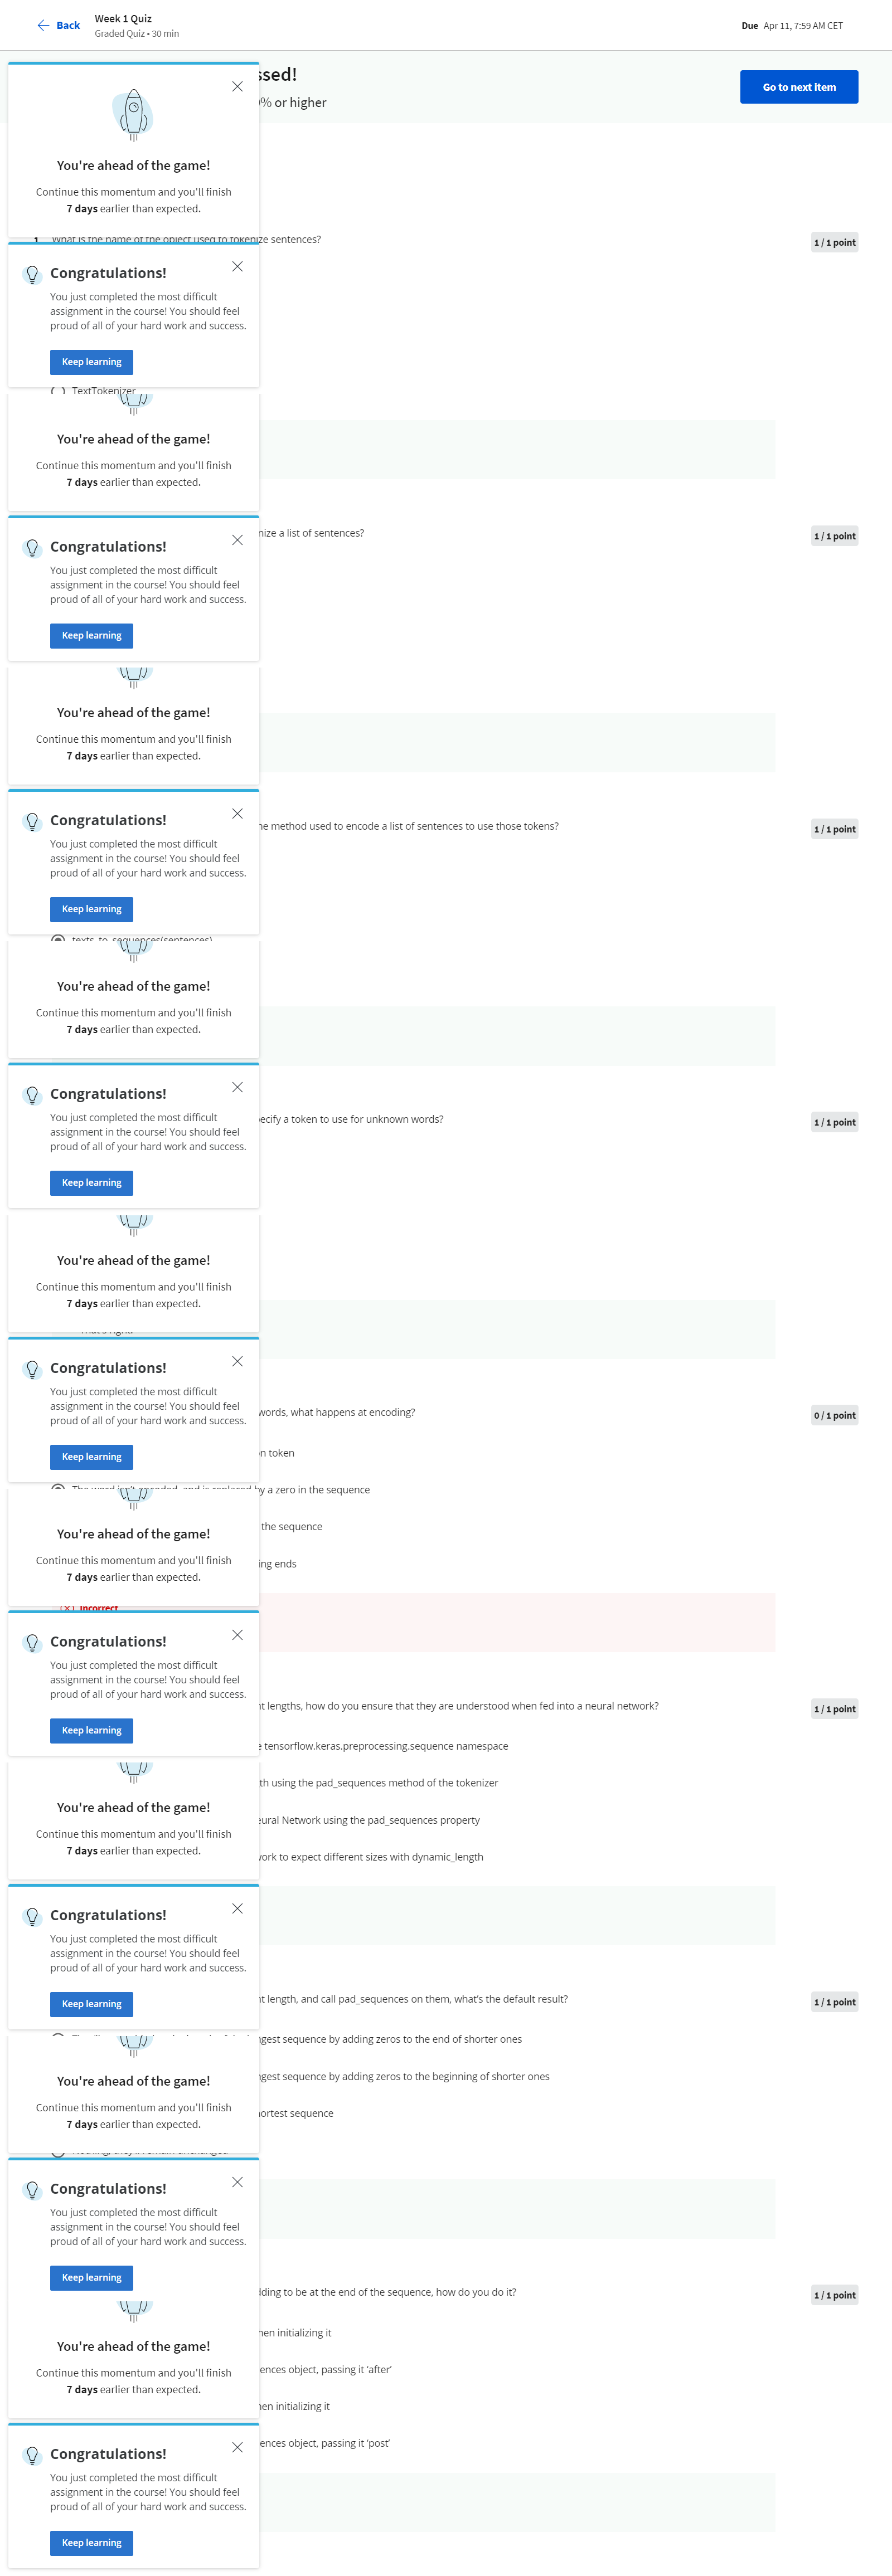 Back
Week 1 Quiz
Graded Quiz • 30 min
Due Apr 11, 7:59 AM CET
ssed!
% or higher
Go to next item
You're ahead of the game!
Continue this momentum and you'll finish
7 days earlier than expected.
1. What is the name of the object used to tokenize sentences?
1 / 1 point
Congratulations!
You just completed the most difficult
assignment in the course! You should feel
proud of all of your hard work and success.
Keep learning
TextTokenizer
You're ahead of the game!
Continue this momentum and you'll finish
7 days earlier than expected.
nize a list of sentences?
1 / 1 point
Congratulations!
You just completed the most difficult
assignment in the course! You should feel
proud of all of your hard work and success.
Keep learning
You're ahead of the game!
Continue this momentum and you'll finish
7 days earlier than expected.
Congratulations!
he method used to encode a list of sentences to use those tokens?
1 / 1 point
You just completed the most difficult
assignment in the course! You should feel
proud of all of your hard work and success.
Keep learning
texts_to_sequences(sentences)
You're ahead of the game!
Continue this momentum and you'll finish
7 days earlier than expected.
Congratulations!
You just completed the most difficult
pecify a token to use for unknown words?
1 / 1 point
assignment in the course! You should feel
proud of all of your hard work and success.
Keep learning
You're ahead of the game!
Continue this momentum and you'll finish
7 days earlier than expected.
Congratulations!
You just completed the most difficult
assignment in the course! You should feel
words, what happens at encoding?
0 / 1 point
proud of all of your hard work and success.
Keep learning
n token
The word isn't encoded, and is replaced by a zero in the sequence
the sequence
You're ahead of the game!
Continue this momentum and you'll finish
ing ends
7 days earlier than expected.
Incorrect
Congratulations!
You just completed the most difficult
assignment in the course! You should feel
proud of all of your hard work and success.
nt lengths, how do you ensure that they are understood when fed into a neural network?
1 / 1 point
Keep learning
e tensorflow.keras.preprocessing.sequence namespace
th using the pad_sequences method of the tokenizer
You're ahead of the game!
eural Network using the pad_sequences property
Continue this momentum and you'll finish
7 days earlier than expected.
work to expect different sizes with dynamic_length
Congratulations!
You just completed the most difficult
assignment in the course! You should feel
proud of all of your hard work and success.
Keep learning
nt length, and call pad_sequences on them, what's the default result?
1 / 1 point
ngest sequence by adding zeros to the end of shorter ones
ngest sequence by adding zeros to the beginning of shorter ones
You're ahead of the game!
Continue this momentum and you'll finish
hortest sequence
7 days earlier than expected.
Congratulations!
You just completed the most difficult
assignment in the course! You should feel
proud of all of your hard work and success.
Keep learning
dding to be at the end of the sequence, how do you do it?
1 / 1 point
hen initializing it
You're ahead of the game!
Continue this momentum and you'll finish
ences object, passing it ‘after’
7 days earlier than expected.
hen initializing it
ences object, passing it ‘post’
Congratulations!
You just completed the most difficult
assignment in the course! You should feel
proud of all of your hard work and success.
Keep learning